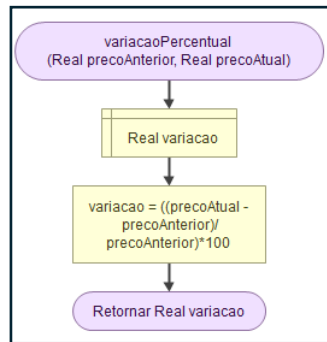 variacaoPercentual
(Real precoAnterior, Real precoAtual)
Real variacao
variacao = ((precoAtual -
precoAnterior)/
precoAnterior)*100
Retornar Real variacao